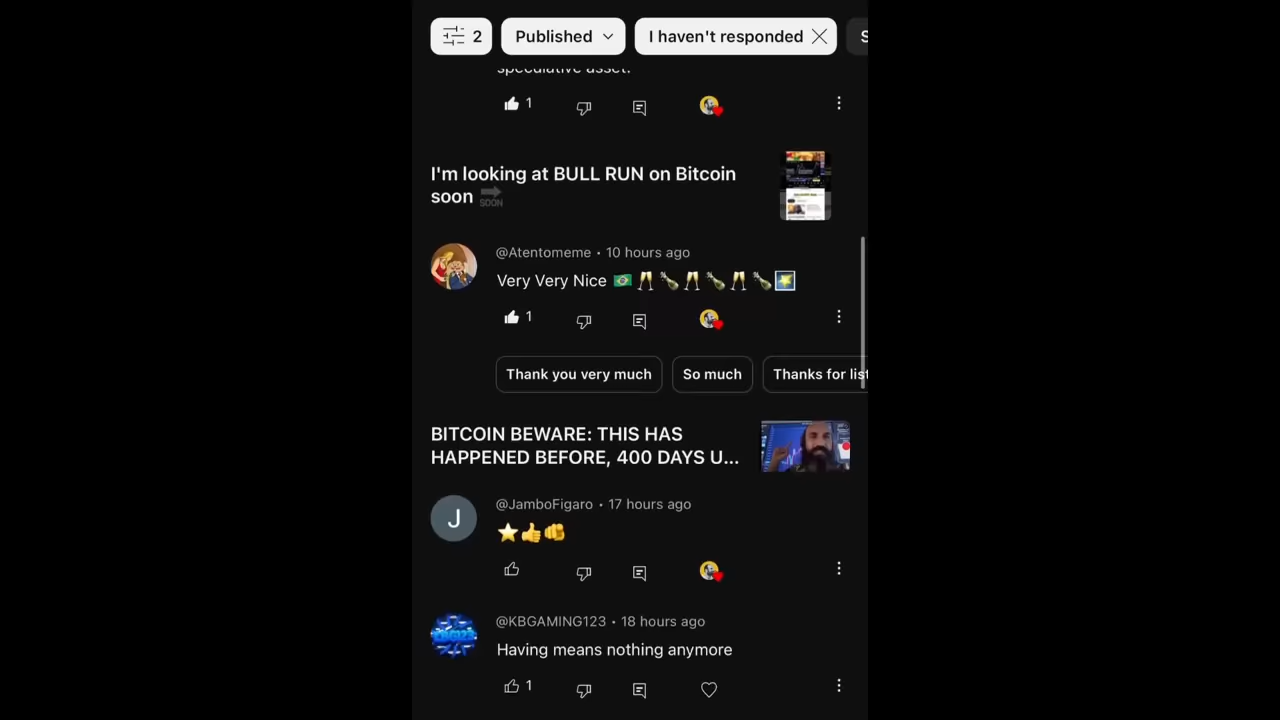 2
Published
I haven't responded
S
speculative asset.
1
I'm looking at BULL RUN on Bitcoin
soon 🔜
@Atentomeme • 10 hours ago
Very Very Nice 🇧🇷🥂🍾🥂🍾🥂🍾🌠
1
Thank you very much
So much
Thanks for list
BITCOIN BEWARE: THIS HAS
HAPPENED BEFORE, 400 DAYS U...
J
@JamboFigaro • 17 hours ago
⭐👍🫵
KBG123
@KBGAMING123 • 18 hours ago
Having means nothing anymore
1